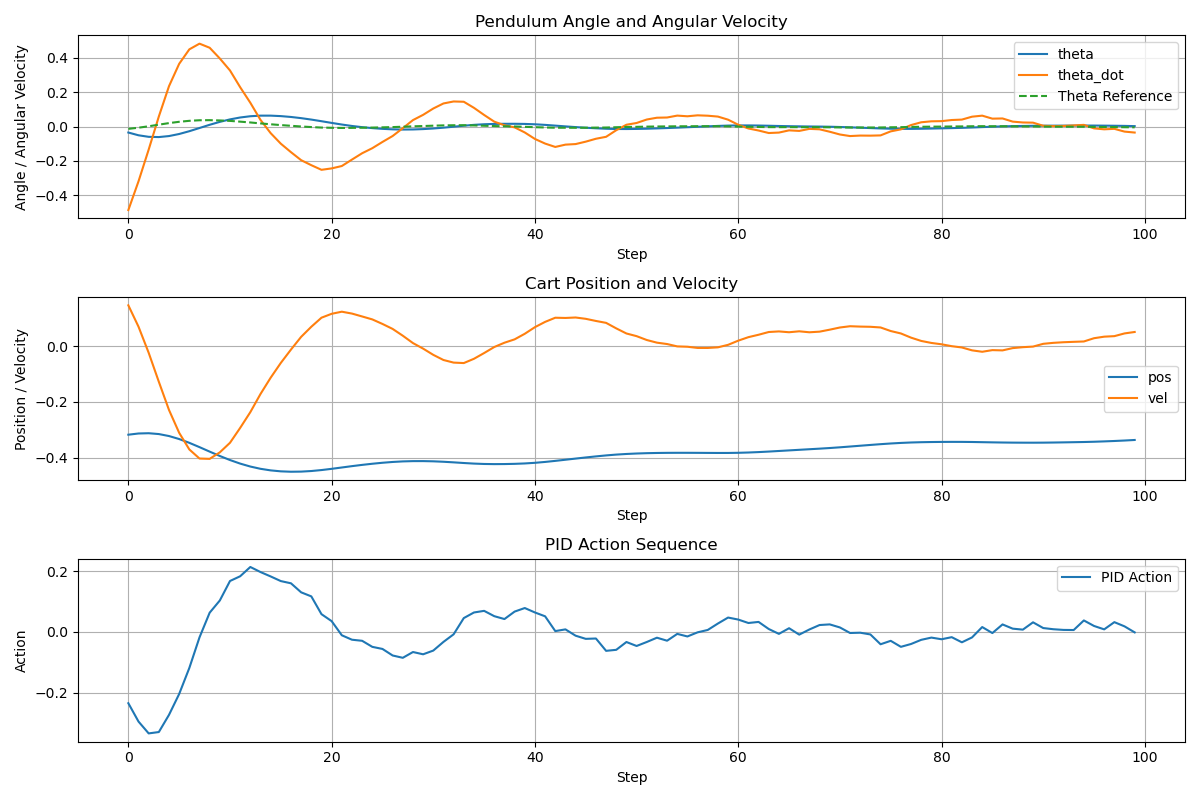 Pendulum Angle and Angular Velocity
Angle / Angular Velocity
0.4
0.2
0.0
−0.2
−0.4
theta
theta_dot
Theta Reference
0 20 40 60 80 100
Step
Cart Position and Velocity
Position / Velocity
0.0
−0.2
−0.4
pos
vel
0 20 40 60 80 100
Step
PID Action Sequence
Action
0.2
0.0
−0.2
PID Action
0 20 40 60 80 100
Step